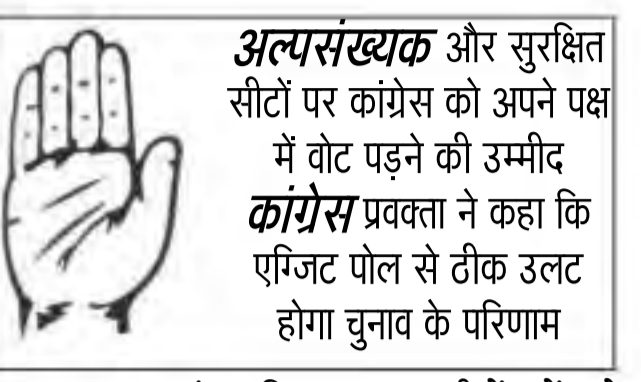 अल्पसंख्यक और सुरक्षित
सीटों पर कांग्रेस को अपने पक्ष
में वोट पड़ने की उम्मीद
कांग्रेस प्रवक्ता ने कहा कि
एग्जिट पोल से ठीक उलट
होगा चुनाव के परिणाम